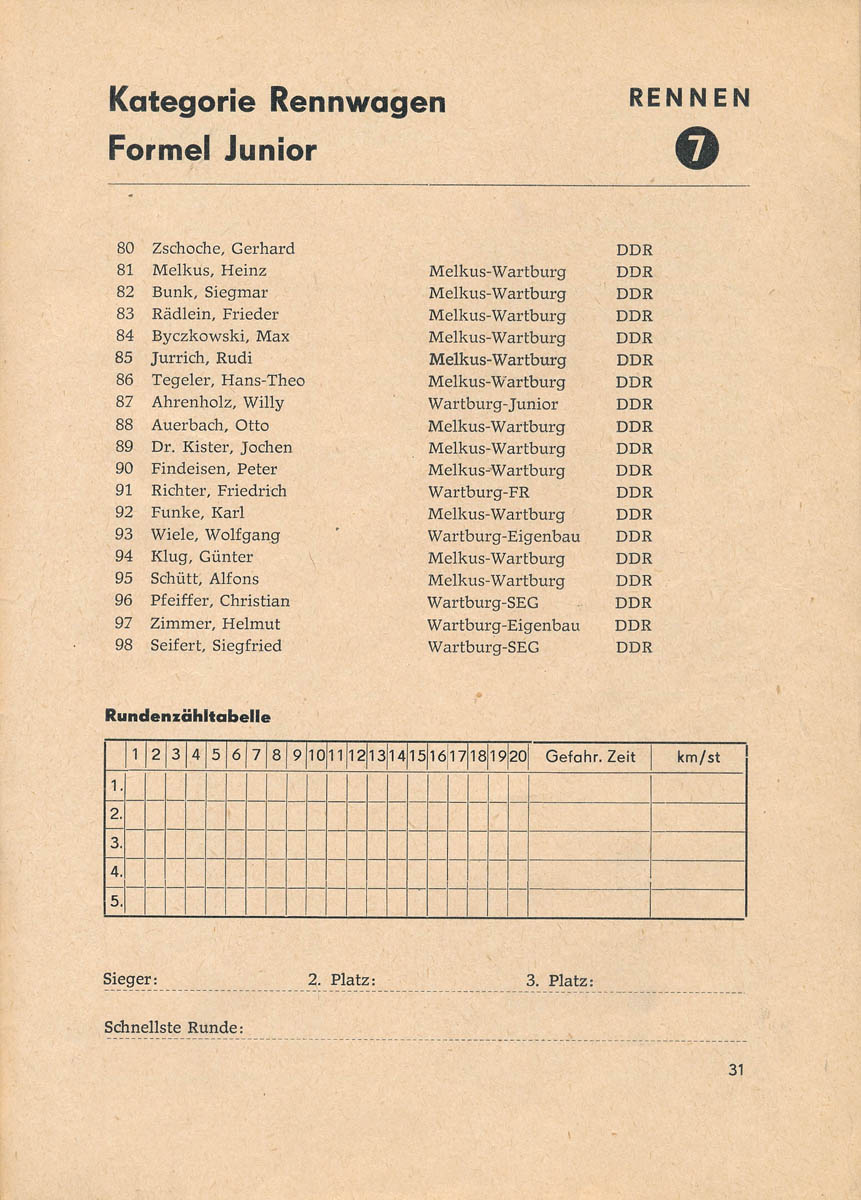 Kategorie Rennwagen RENNEN
Formel Junior 7
80 Zschoche, Gerhard DDR
81 Melkus, Heinz Melkus-Wartburg DDR
82 Bunk, Siegmar Melkus-Wartburg DDR
83 Rädlein, Frieder Melkus-Wartburg DDR
84 Byczkowski, Max Melkus-Wartburg DDR
85 Jurrich, Rudi Melkus-Wartburg DDR
86 Tegeler, Hans-Theo Melkus-Wartburg DDR
87 Ahrenholz, Willy Wartburg-Junior DDR
88 Auerbach, Otto Melkus-Wartburg DDR
89 Dr. Kister, Jochen Melkus-Wartburg DDR
90 Findeisen, Peter Melkus-Wartburg DDR
91 Richter, Friedrich Wartburg-FR DDR
92 Funke, Karl Melkus-Wartburg DDR
93 Wiele, Wolfgang Wartburg-Eigenbau DDR
94 Klug, Günter Melkus-Wartburg DDR
95 Schütt, Alfons Melkus-Wartburg DDR
96 Pfeiffer, Christian Wartburg-SEG DDR
97 Zimmer, Helmut Wartburg-Eigenbau DDR
98 Seifert, Siegfried Wartburg-SEG DDR
Rundenzähltabelle
1 2 3 4 5 6 7 8 9 10 11 12 13 14 15 16 17 18 19 20 Gefahr. Zeit km/st
1.
2.
3.
4.
5.
Sieger: 2. Platz: 3. Platz:
Schnellste Runde:
31